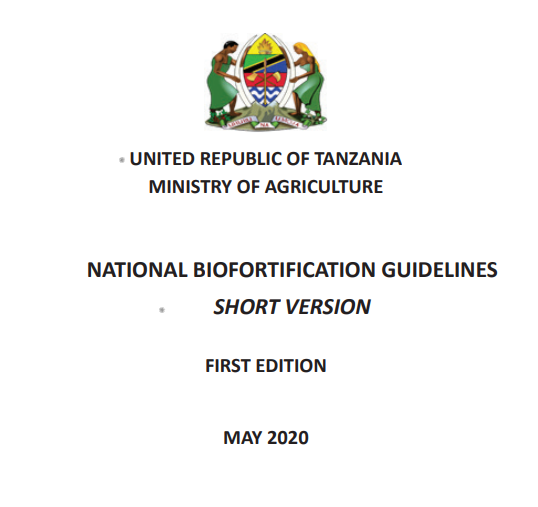 UNITED REPUBLIC OF TANZANIA
MINISTRY OF AGRICULTURE
NATIONAL BIOFORTIFICATION GUIDELINES
SHORT VERSION
FIRST EDITION
MAY 2020